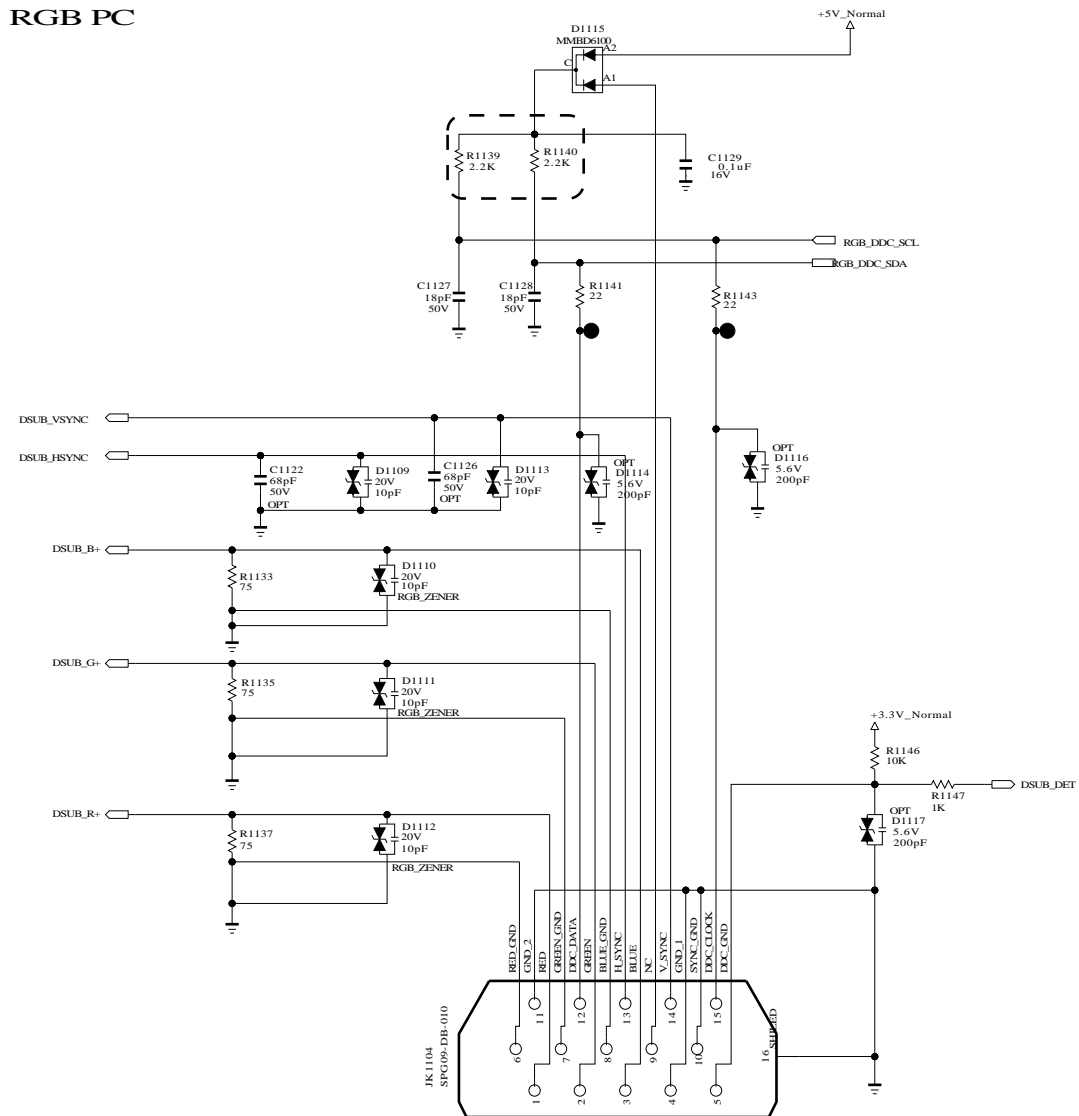 RGB PC
+5V_Normal
D1115
MMBD6100
A2
C
A1
R1139
2.2K
R1140
2.2K
C1129
0.1uF
16V
RGB_DDC_SCL
RGB_DDC_SDA
C1127
18pF
50V
C1128
18pF
50V
R1141
22
R1143
22
DSUB_VSYNC
DSUB_HSYNC
C1122
68pF
50V
OPT
D1109
20V
10pF
C1126
68pF
50V
OPT
D1113
20V
10pF
OPT
D1114
5.6V
200pF
OPT
D1116
5.6V
200pF
DSUB_B+
R1133
75
D1110
20V
10pF
RGB_ZENER
DSUB_G+
R1135
75
D1111
20V
10pF
RGB_ZENER
+3.3V_Normal
R1146
10K
R1147
1K
DSUB_DET
DSUB_R+
R1137
75
D1112
20V
10pF
RGB_ZENER
OPT
D1117
5.6V
200pF
RED_GND
GND_2
RED
GREEN_GND
DDC_DATA
GREEN
BLUE_GND
H_SYNC
BLUE
NC
V_SYNC
GND_1
SYNC_GND
DDC_CLOCK
DDC_GND
JK1104
SPG09-DB-010
11
12
13
14
15
6
7
8
9
10
16
SHILED
1
2
3
4
5